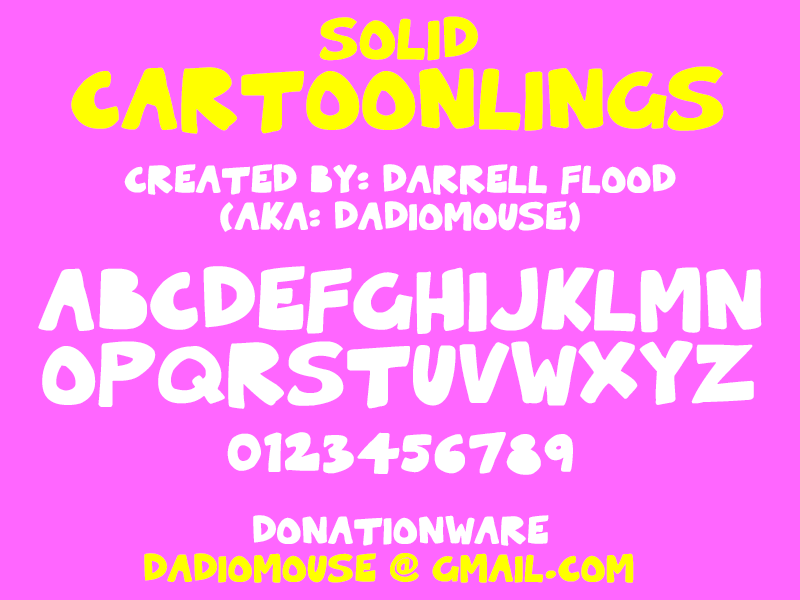 SOLID
CARTOONLINGS
CREATED BY: DARRELL FLOOD
(AKA: DADIOMOUSE)
ABCDEFGHIJKLMN
OPQRSTUVWXYZ
0123456789
DONATIONWARE
DADIOMOUSE @ GMAIL.COM